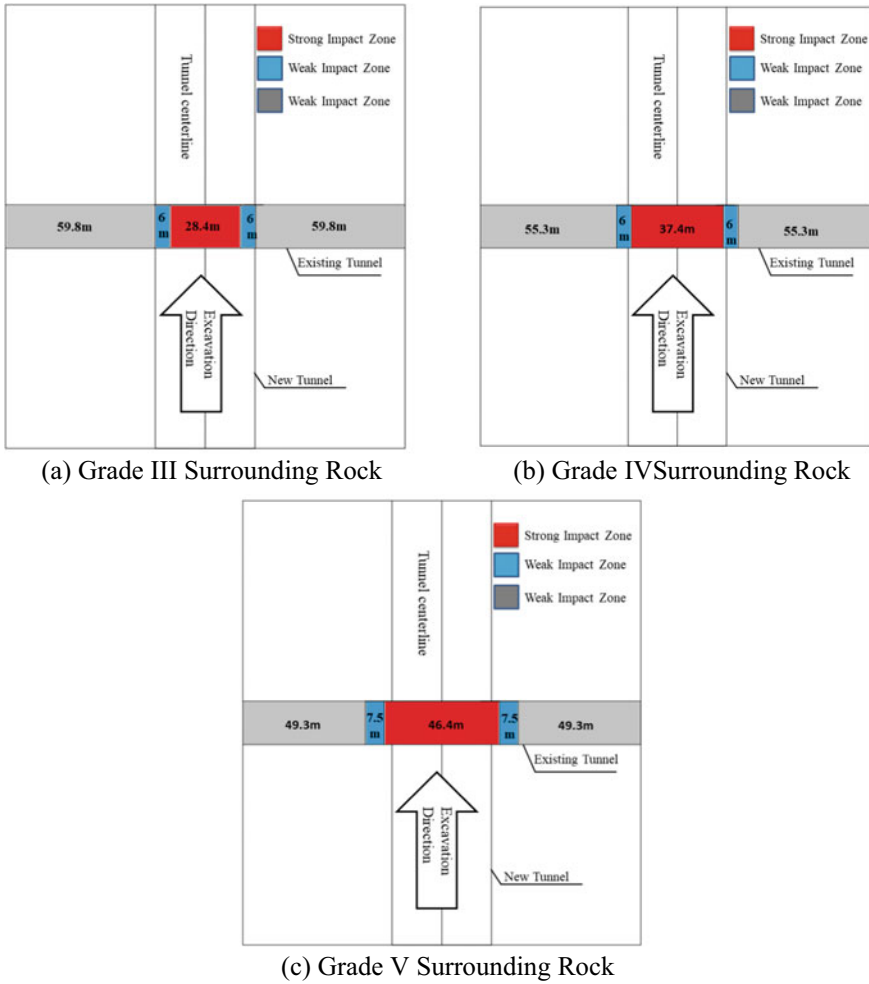 Tunnel centerline
Strong Impact Zone
Weak Impact Zone
Weak Impact Zone
59.8m
6
m
28.4m
6
m
59.8m
Existing Tunnel
Excavation
Direction
New Tunnel
(a) Grade III Surrounding Rock
Tunnel centerline
Strong Impact Zone
Weak Impact Zone
Weak Impact Zone
55.3m
6
m
37.4m
6
m
55.3m
Existing Tunnel
Excavation
Direction
New Tunnel
(b) Grade IVSurrounding Rock
Tunnel centerline
Strong Impact Zone
Weak Impact Zone
Weak Impact Zone
49.3m
7.5
m
46.4m
7.5
m
49.3m
Existing Tunnel
Excavation
Direction
New Tunnel
(c) Grade V Surrounding Rock